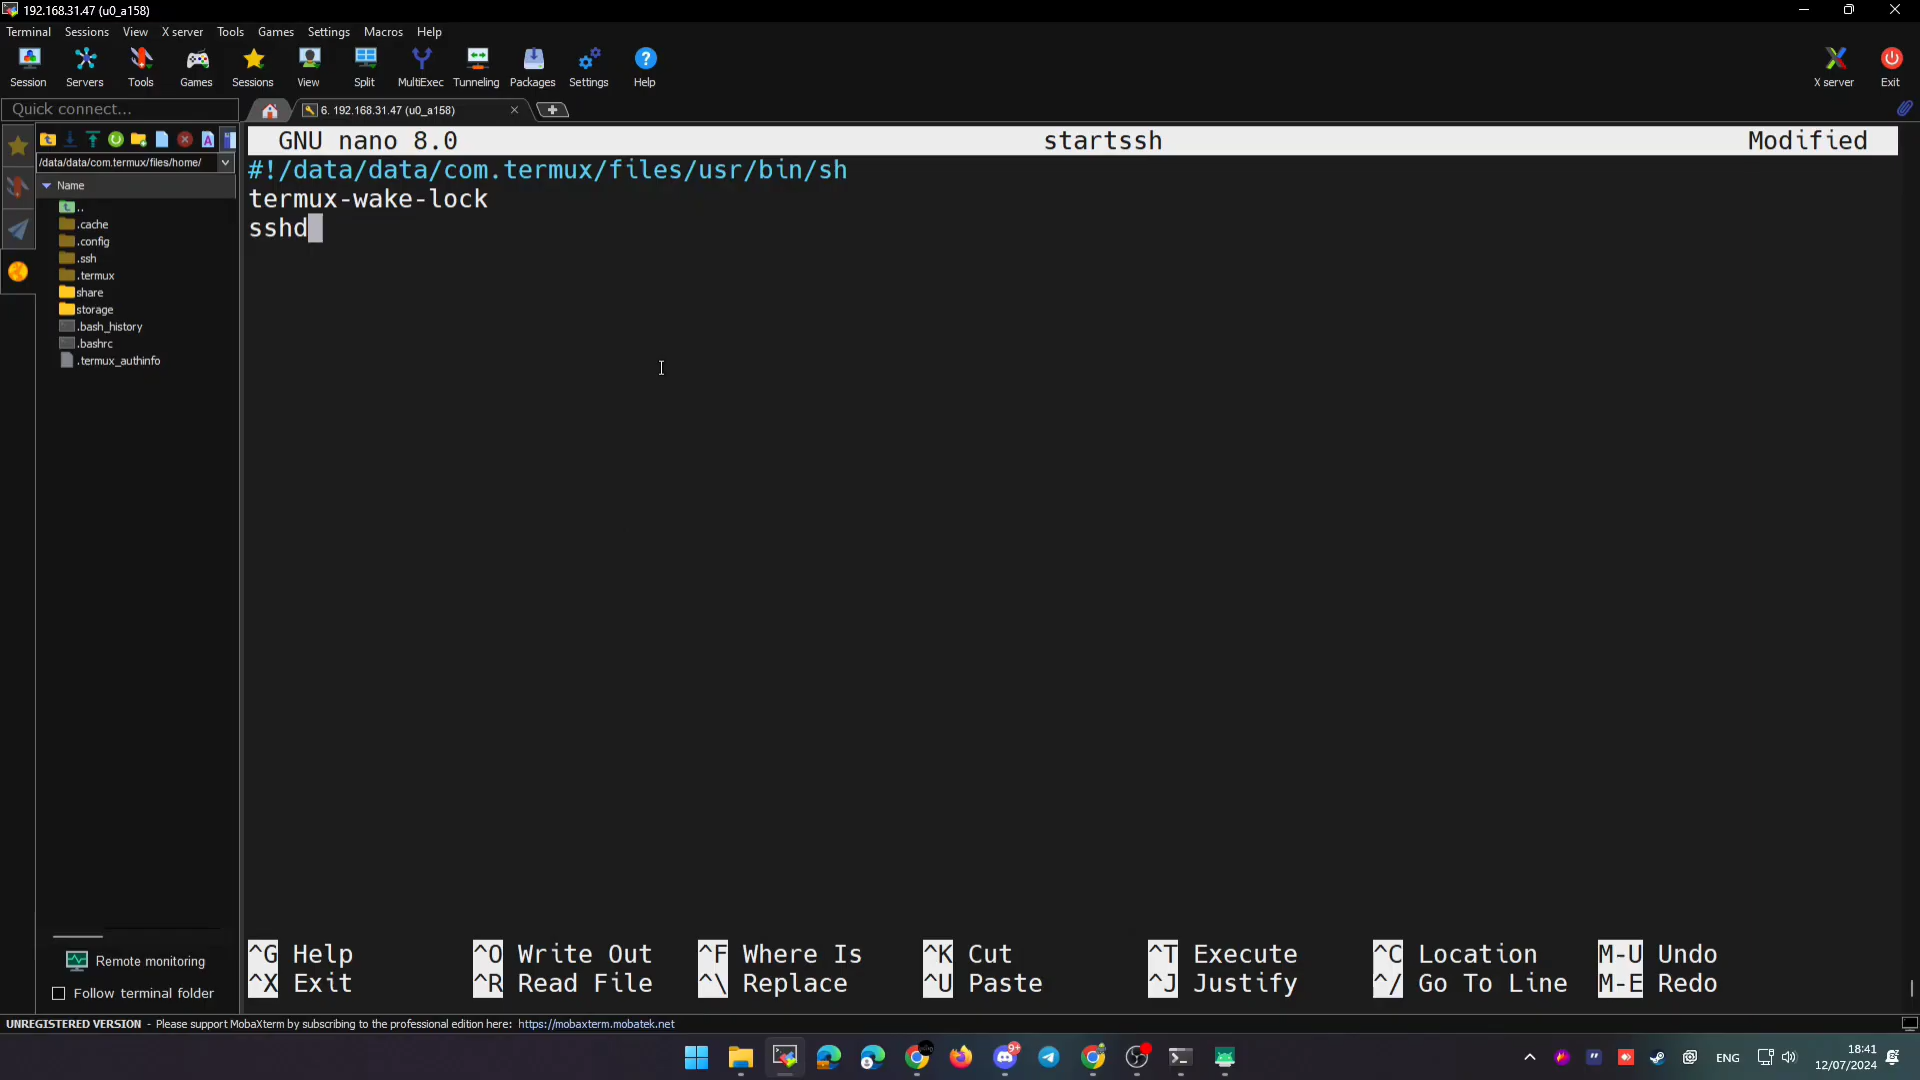 192.168.31.47 (u0_a158)
Terminal Sessions View X server Tools Games Settings Macros Help
Session Servers Tools Games Sessions View Split MultiExec Tunneling Packages Settings Help X server Exit
Quick connect...
6. 192.168.31.47 (u0_a158)
/data/data/com.termux/files/home/
Name
..
.cache
.config
.ssh
.termux
share
storage
.bash_history
.bashrc
.termux_authinfo
GNU nano 8.0 startssh Modified
#!/data/data/com.termux/files/usr/bin/sh
termux-wake-lock
sshd
^G Help ^O Write Out ^F Where Is ^K Cut ^T Execute ^C Location M-U Undo
^X Exit ^R Read File ^\ Replace ^U Paste ^J Justify ^/ Go To Line M-E Redo
Remote monitoring
Follow terminal folder
UNREGISTERED VERSION - Please support MobaXterm by subscribing to the professional edition here: https://mobaxterm.mobatek.net
9+
ENG
18:41
12/07/2024